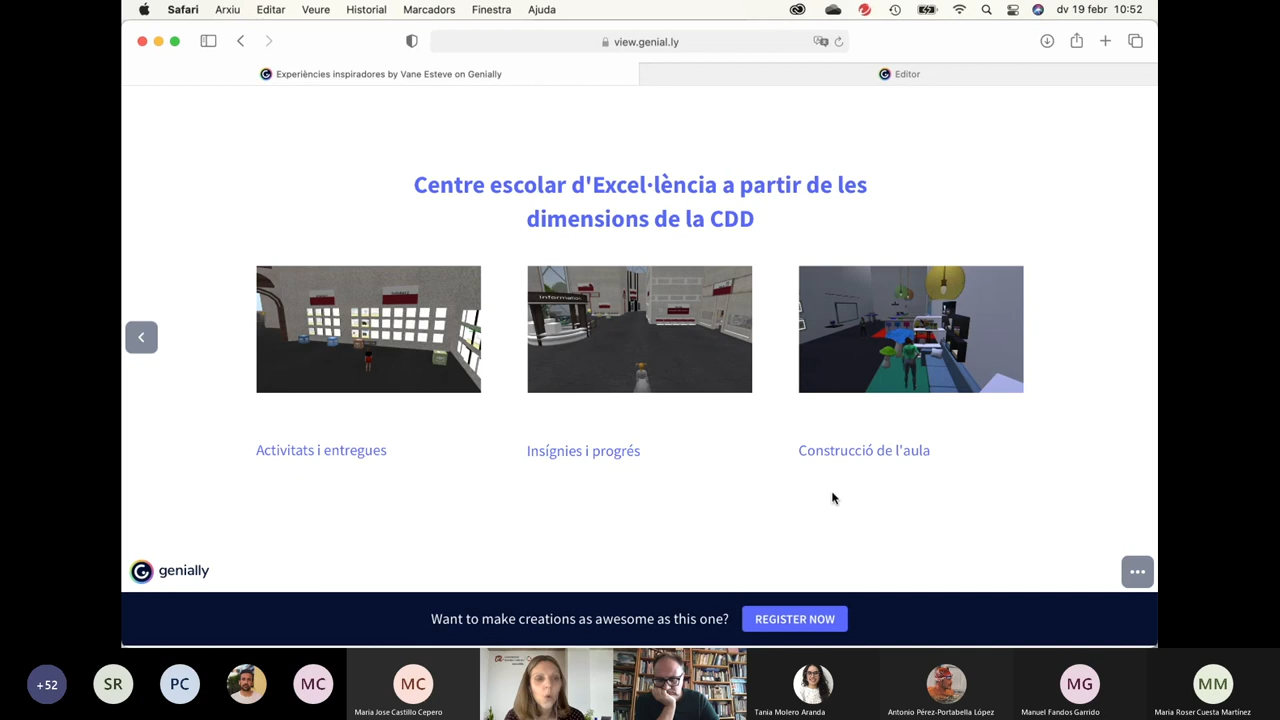 Safari Arxiu Editar Veure Historial Marcadors Finestra Ajuda dv 19 febr 10:52
view.genial.ly
Experiències inspiradores by Vane Esteve on Genially
Editor
Centre escolar d'Excel·lència a partir de les
dimensions de la CDD
Information
Activitats i entregues
Insígnies i progrés
Construcció de l'aula
genially
Want to make creations as awesome as this one? REGISTER NOW
+52 SR PC MC MC MG MM
Maria Jose Castillo Cepero
Tania Molero Aranda
Antonio Pérez-Portabella López
Manuel Fandos Garrido
Maria Roser Cuesta Martínez